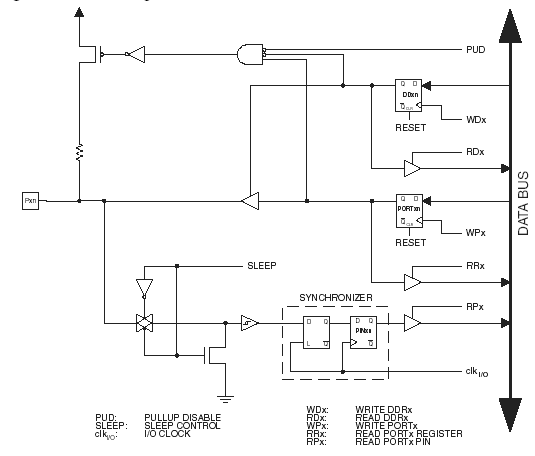 PUD
Q D
DDxn
Q CLR
WDx
RESET
RDx
Pxn
Q D
PORTxn
Q CLR
WPx
RESET
DATA BUS
SLEEP
RRx
SYNCHRONIZER
RPx
D Q
D Q
PINxn
L Q
Q
clk I/O
PUD: PULLUP DISABLE
SLEEP: SLEEP CONTROL
clk I/O: I/O CLOCK
WDx: WRITE DDRx
RDx: READ DDRx
WPx: WRITE PORTx
RRx: READ PORTx REGISTER
RPx: READ PORTx PIN